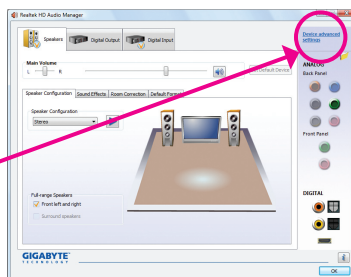 Realtek HD Audio Manager
Speakers
Digital Output
Digital Input
Device advanced
settings
Main Volume
L
R
Default Device
ANALOG
Back Panel
Speaker Configuration
Sound Effects
Room Correction
Default Format
Speaker Configuration
Stereo
Front Panel
Full-range Speakers
Front left and right
Surround speakers
DIGITAL
GIGABYTE
TECHNOLOGY
OK